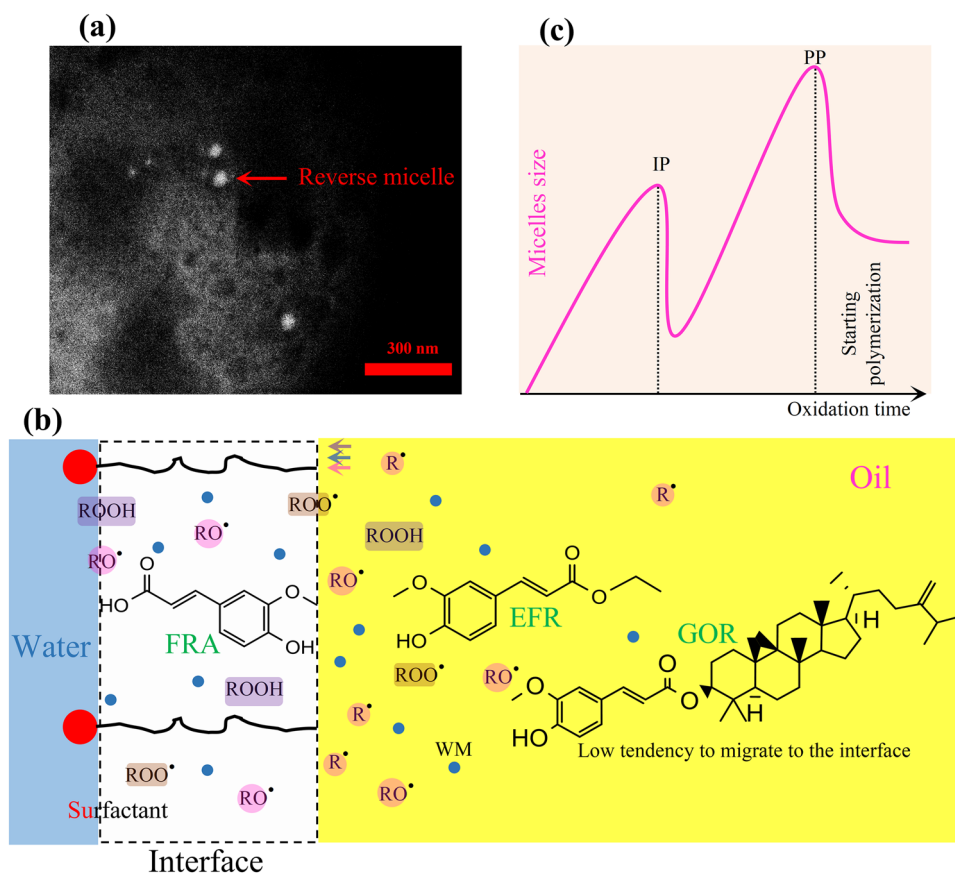 (a)
Reverse micelle
300 nm
(c)
Micelles size
IP
PP
Starting
polymerization
Oxidation time
(b)
Water
Surfactant
Interface
Oil
ROOH
RO•
RO•
ROO•
O
HO
O
OH
FRA
ROOH
ROO•
RO•
R•
R•
ROOH
RO•
O
HO
O
O
EFR
ROO•
RO•
R•
R•
RO•
WM
GOR
H
H
O
HO
O
O
Low tendency to migrate to the interface